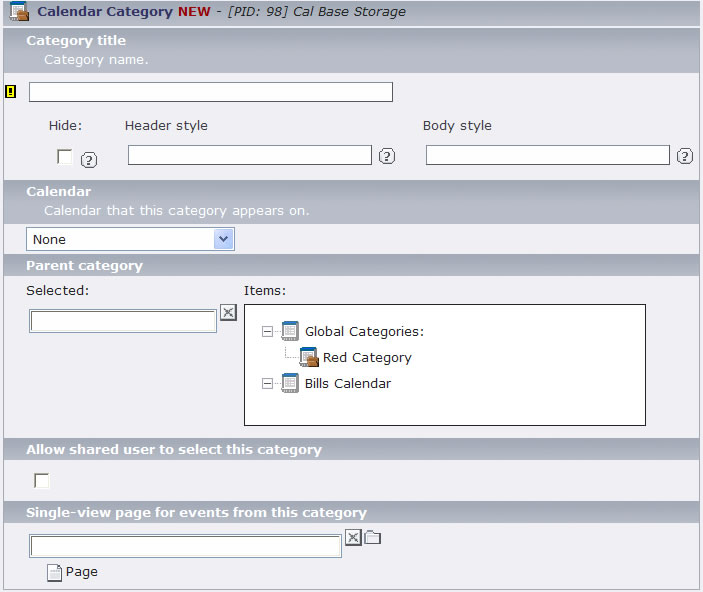 Calendar Category NEW - [PID: 98] Cal Base Storage
Category title
Category name.
Hide: Header style Body style
Calendar
Calendar that this category appears on.
None
Parent category
Selected: Items:
Global Categories:
Red Category
Bills Calendar
Allow shared user to select this category
Single-view page for events from this category
Page